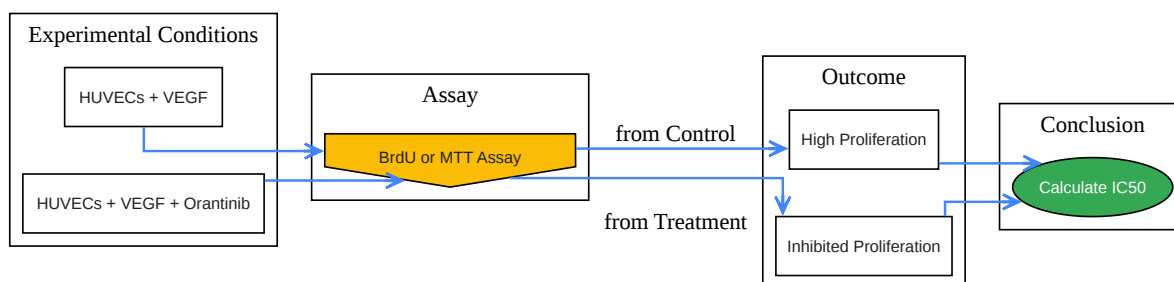 Experimental Conditions
HUVECs + VEGF
HUVECs + VEGF + Orantinib
Assay
BrdU or MTT Assay
from Control
from Treatment
Outcome
High Proliferation
Inhibited Proliferation
Conclusion
Calculate IC50